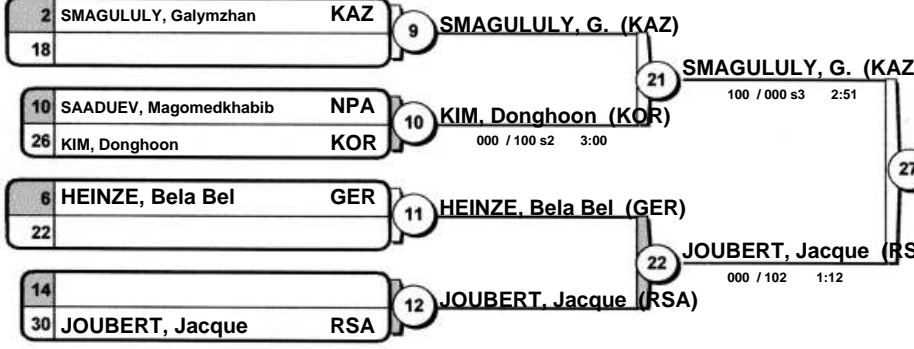 2 SMAGULULY, Galymzhan KAZ
18
9
SMAGULULY, G. (KAZ)
10 SAADUEV, Magomedkhabib NPA
26 KIM, Donghoon KOR
10
KIM, Donghoon (KOR)
000 / 100 s2 3:00
21
SMAGULULY, G. (KAZ
100 / 000 s3 2:51
6 HEINZE, Bela Bel GER
22
11
HEINZE, Bela Bel (GER)
14
30 JOUBERT, Jacque RSA
12
JOUBERT, Jacque (RSA)
22
JOUBERT, Jacque (RS
000 / 102 1:12
27